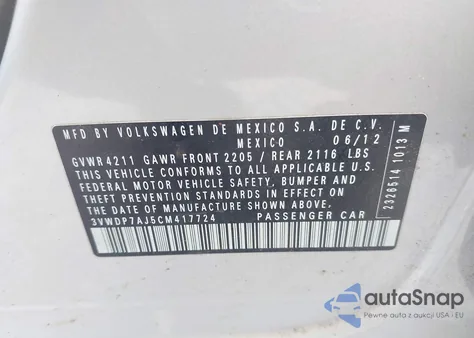 MFD BY VOLKSWAGEN DE MEXICO S.A. DE C.V.
MEXICO 06/12
GVWR 4211 GAWR FRONT 2205 / REAR 2116 LBS
THIS VEHICLE CONFORMS TO ALL APPLICABLE U.S.
FEDERAL MOTOR VEHICLE SAFETY, BUMPER AND
THEFT PREVENTION STANDARDS IN EFFECT ON
THE DATE OF MANUFACTURE SHOWN ABOVE.
3VWDP7AJ5CM417724 PASSENGER CAR
2328514 1013 M
autoSnap
Pewne auta z aukcji USA i EU